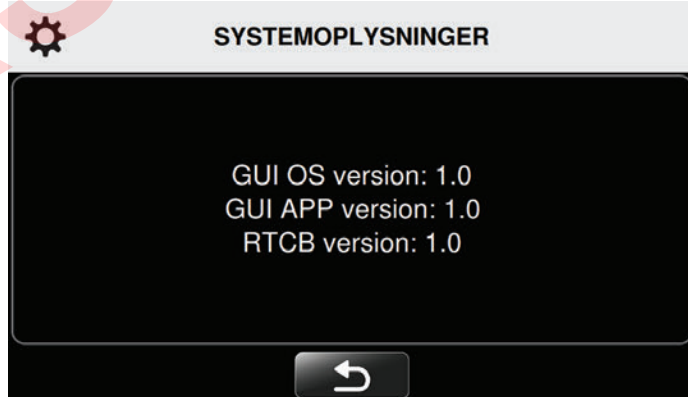 SYSTEMOPLYSNINGER
GUI OS version: 1.0
GUI APP version: 1.0
RTCB version: 1.0